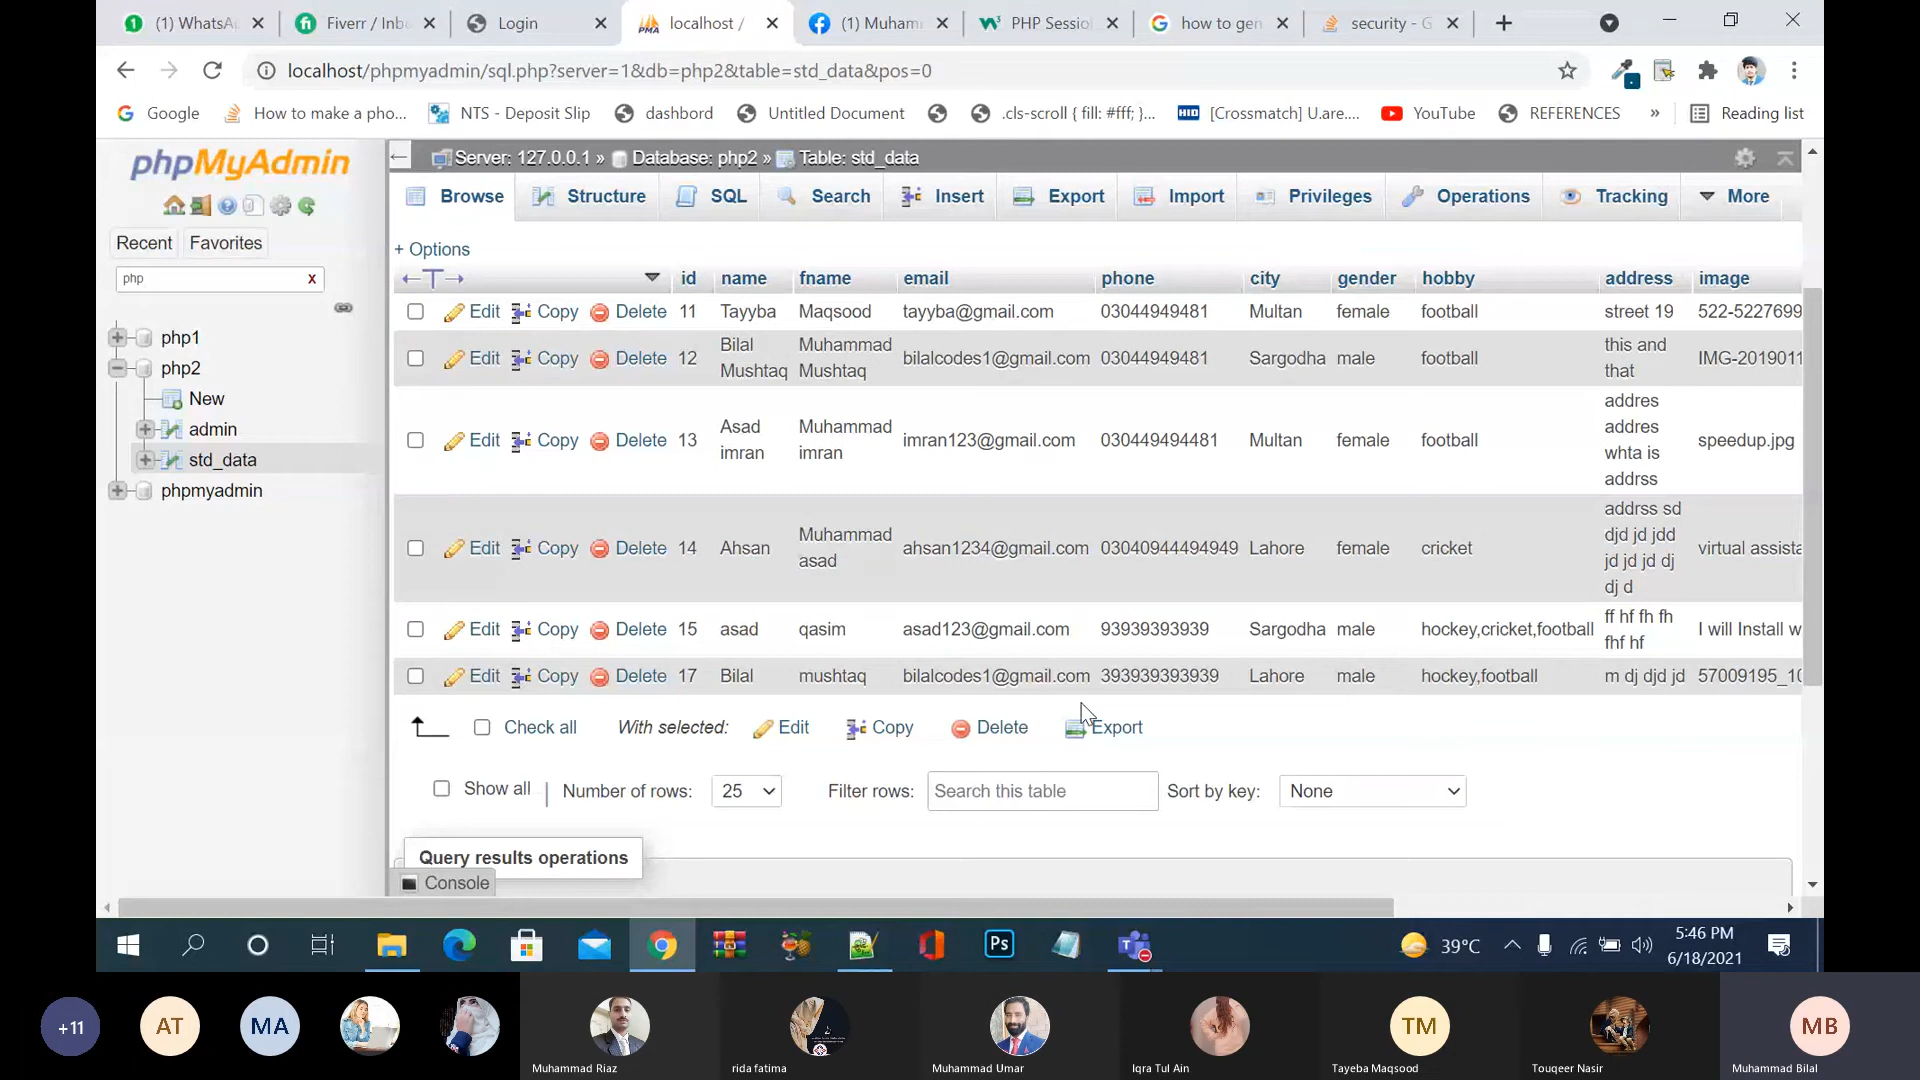 (1) WhatsA
Fiverr / Inb
Login
localhost /
(1) Muham
PHP Sessio
how to gen
security - G
localhost/phpmyadmin/sql.php?server=1&db=php2&table=std_data&pos=0
Google
How to make a pho...
NTS - Deposit Slip
dashbord
Untitled Document
.cls-scroll { fill: #fff; }...
HID
[Crossmatch] U.are....
YouTube
REFERENCES
»
Reading list
phpMyAdmin
Server: 127.0.0.1 » Database: php2 » Table: std_data
Browse Structure SQL Search Insert Export Import Privileges Operations Tracking More
Recent Favorites
php X
php1
php2
New
admin
std_data
phpmyadmin
+ Options
id name fname email phone city gender hobby address image
Edit Copy Delete 11 Tayyba Maqsood tayyba@gmail.com 03044949481 Multan female football street 19 522-5227699
Edit Copy Delete 12 Bilal Mushtaq Muhammad Mushtaq bilalcodes1@gmail.com 03044949481 Sargodha male football this and that IMG-2019011
Edit Copy Delete 13 Asad imran Muhammad imran imran123@gmail.com 030449494481 Multan female football addres addres whta is addrss speedup.jpg
Edit Copy Delete 14 Ahsan Muhammad asad ahsan1234@gmail.com 03040944494949 Lahore female cricket addrss sd djd jd jdd jd jd jd dj dj d virtual assista
Edit Copy Delete 15 asad qasim asad123@gmail.com 93939393939 Sargodha male hockey,cricket,football ff hf hf fh fh fhf hf I will Install w
Edit Copy Delete 17 Bilal mushtaq bilalcodes1@gmail.com 393939393939 Lahore male hockey,football m dj djd jd 57009195_10
Check all With selected: Edit Copy Delete Export
Show all Number of rows: 25 Filter rows: Search this table Sort by key: None
Query results operations
Console
Ps
39°C
5:46 PM
6/18/2021
+11
AT
MA
TM
MB
Muhammad Riaz
rida fatima
Muhammad Umar
Iqra Tul Ain
Tayeba Maqsood
Touqeer Nasir
Muhammad Bilal